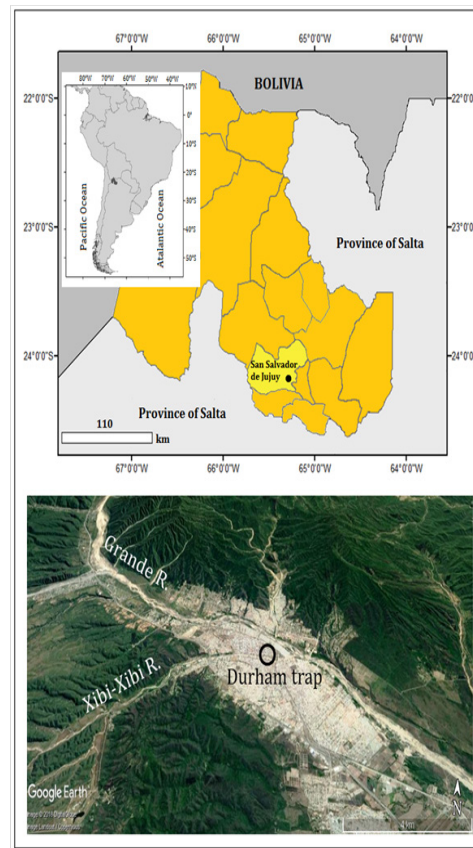 67°0'0"W 66°0'0"W 65°0'0"W 64°0'0"W
80°W 70°W 60°W 50°W 40°W
10°N
0°
10°S
20°S
30°S
40°S
50°S
Pacific Ocean
Atalantic Ocean
BOLIVIA
22°0'0"S 22°0'0"S
23°0'0"S 23°0'0"S
Province of Salta
24°0'0"S 24°0'0"S
San Salvador
de Jujuy
Province of Salta
110
km
67°0'0"W 66°0'0"W 65°0'0"W 64°0'0"W
Grande R.
Xibi-Xibi R.
Durham trap
Google Earth
N